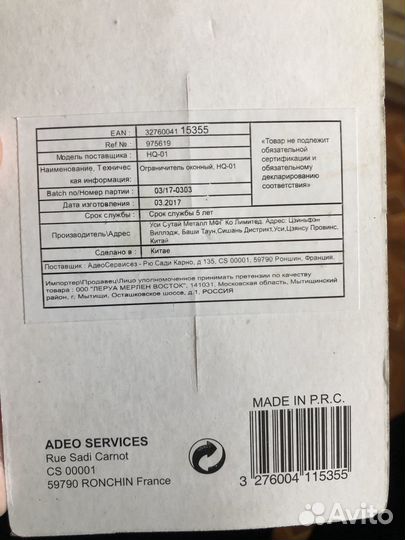 EAN : 32760041 15355
Ref № 975619
Модель поставщика : HQ-01
Наименование, Техничес Ограничитель оконный, HQ-01
кая информация:
Batch no/Номер партии : 03/17-0303
Дата изготовления : 03.2017
Срок службы : Срок службы 5 лет
Производитель\Адрес Уси Сутай Металл МФГ Ко Лимитед. Адрес: Цзиньфэн
Виллэдж, Баши Таун,Сишань Дистрикт,Уси,Цзянсу Провинс,
Китай
Сделано в : Китае
«Товар не подлежит
обязательной
сертификации и
обязательному
декларированию
соответствия»
Поставщик : АдеоСервисез - Рю Сади Карно, д 135, CS 00001, 59790 Роншин, Франция.
Импортер\Продавец\Лицо уполномоченное принимать претензии по качеству
товара : ООО "ЛЕРУА МЕРЛЕН ВОСТОК", 141031, Московская область, Мытищинский
район, г. Мытищи, Осташковское шоссе, д.1, РОССИЯ
MADE IN P.R.C.
ADEO SERVICES
Rue Sadi Carnot
CS 00001
59790 RONCHIN France
3 276004 115355
Avito